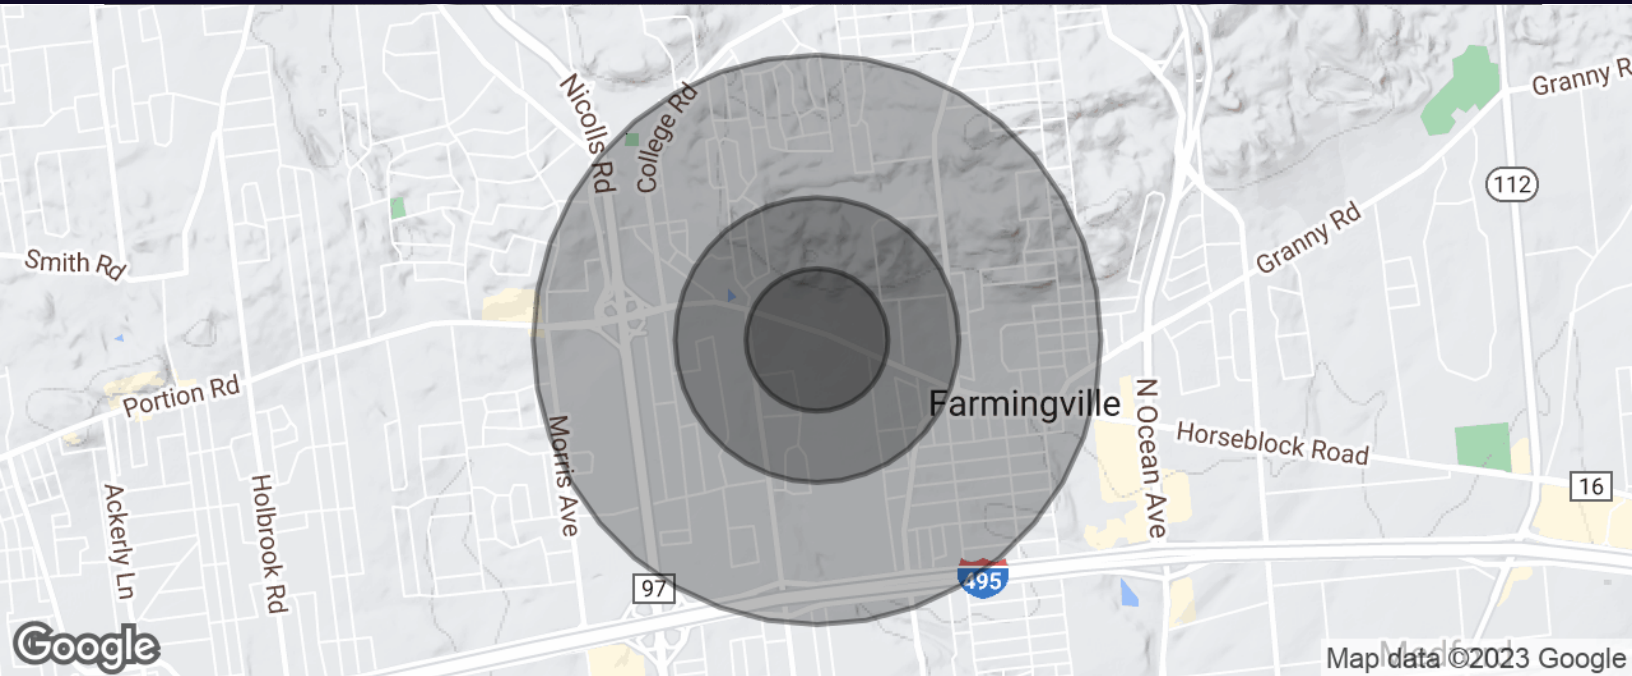 Granny R
Nicolls Rd
College Rd
112
Granny Rd
Smith Rd
Portion Rd
Farmingville
N Ocean Ave
Horseblock Road
Morris Ave
Holbrook Rd
Ackerly Ln
16
495
97
Google
Medford
Map data ©2023 Google